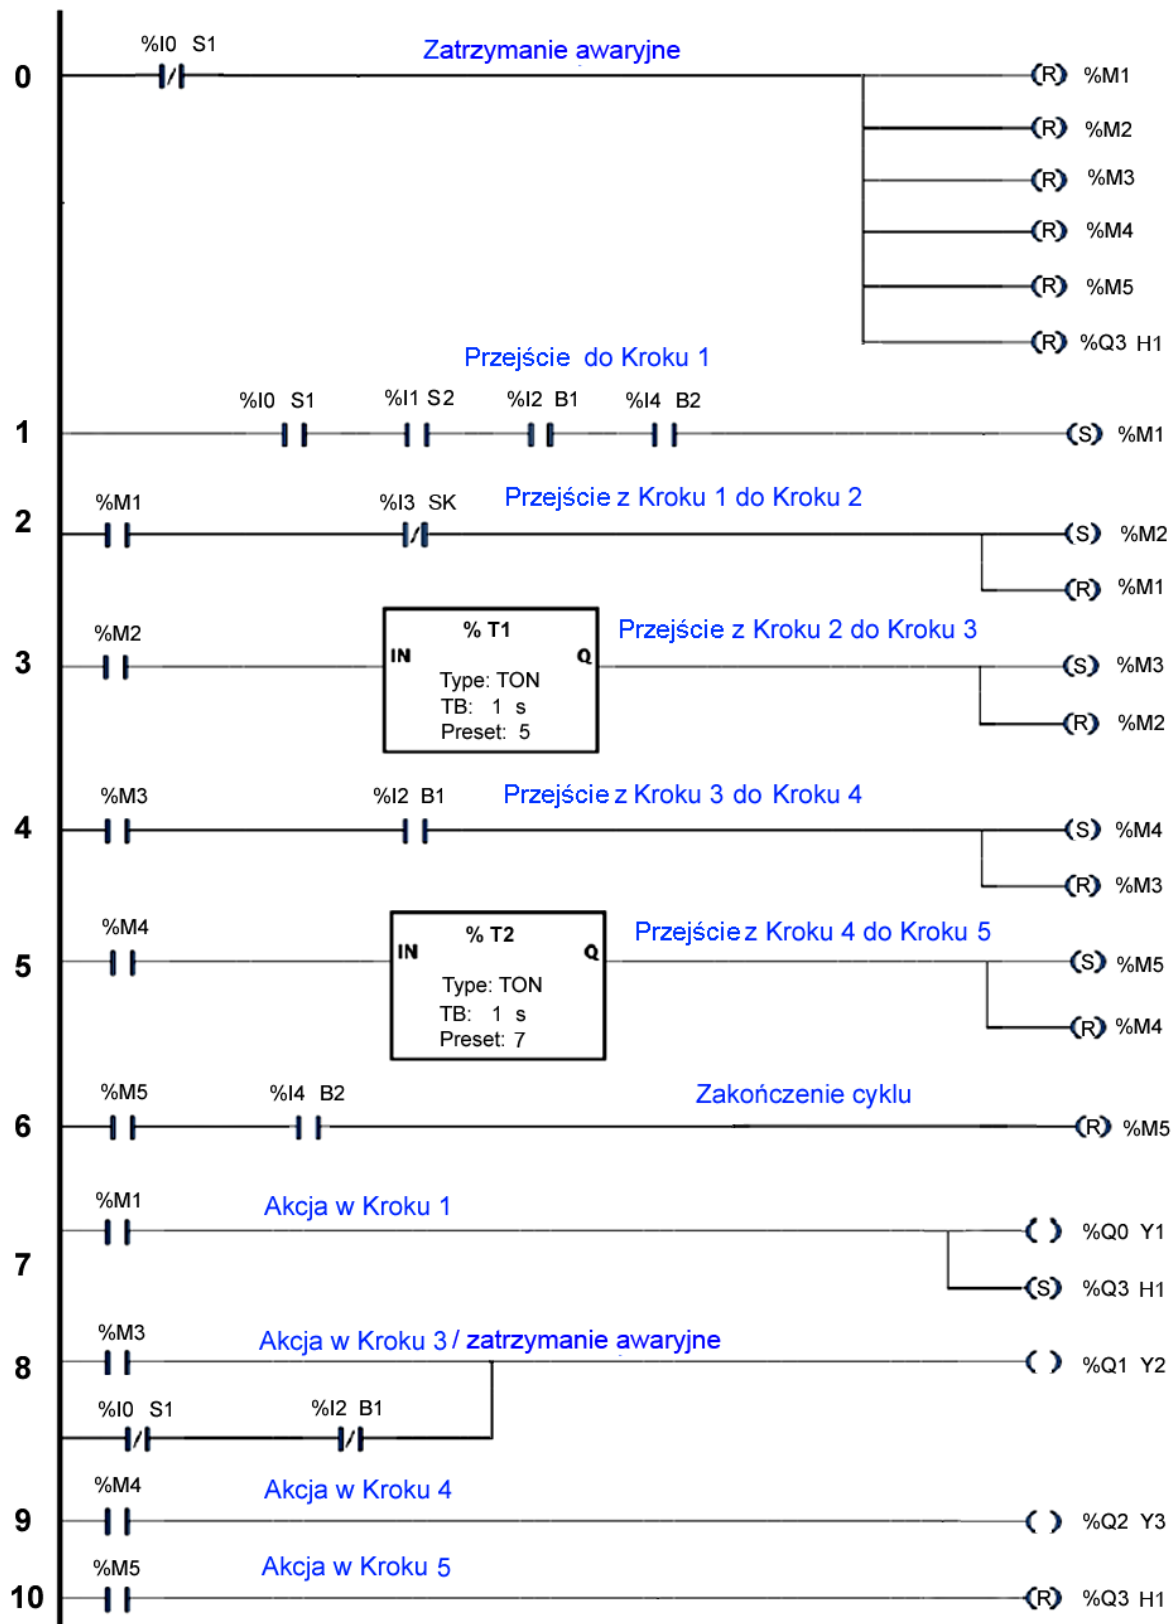 %I0 S1
Zatrzymanie awaryjne
0
(R) %M1
(R) %M2
(R) %M3
(R) %M4
(R) %M5
(R) %Q3 H1
Przejście do Kroku 1
%I0 S1 %I1 S2 %I2 B1 %I4 B2
1
(S) %M1
%M1 %I3 SK Przejście z Kroku 1 do Kroku 2
2
(S) %M2
(R) %M1
%M2 % T1 Przejście z Kroku 2 do Kroku 3
3
IN Q
(S) %M3
Type: TON
TB: 1 s
Preset: 5
(R) %M2
%M3 %I2 B1 Przejście z Kroku 3 do Kroku 4
4
(S) %M4
(R) %M3
%M4 % T2 Przejście z Kroku 4 do Kroku 5
5
IN Q
(S) %M5
Type: TON
TB: 1 s
Preset: 7
(R) %M4
%M5 %I4 B2 Zakończenie cyklu
6
(R) %M5
%M1 Akcja w Kroku 1
7
( ) %Q0 Y1
(S) %Q3 H1
%M3 Akcja w Kroku 3 / zatrzymanie awaryjne
8
( ) %Q1 Y2
%I0 S1 %I2 B1
%M4 Akcja w Kroku 4
9
( ) %Q2 Y3
%M5 Akcja w Kroku 5
10
(R) %Q3 H1